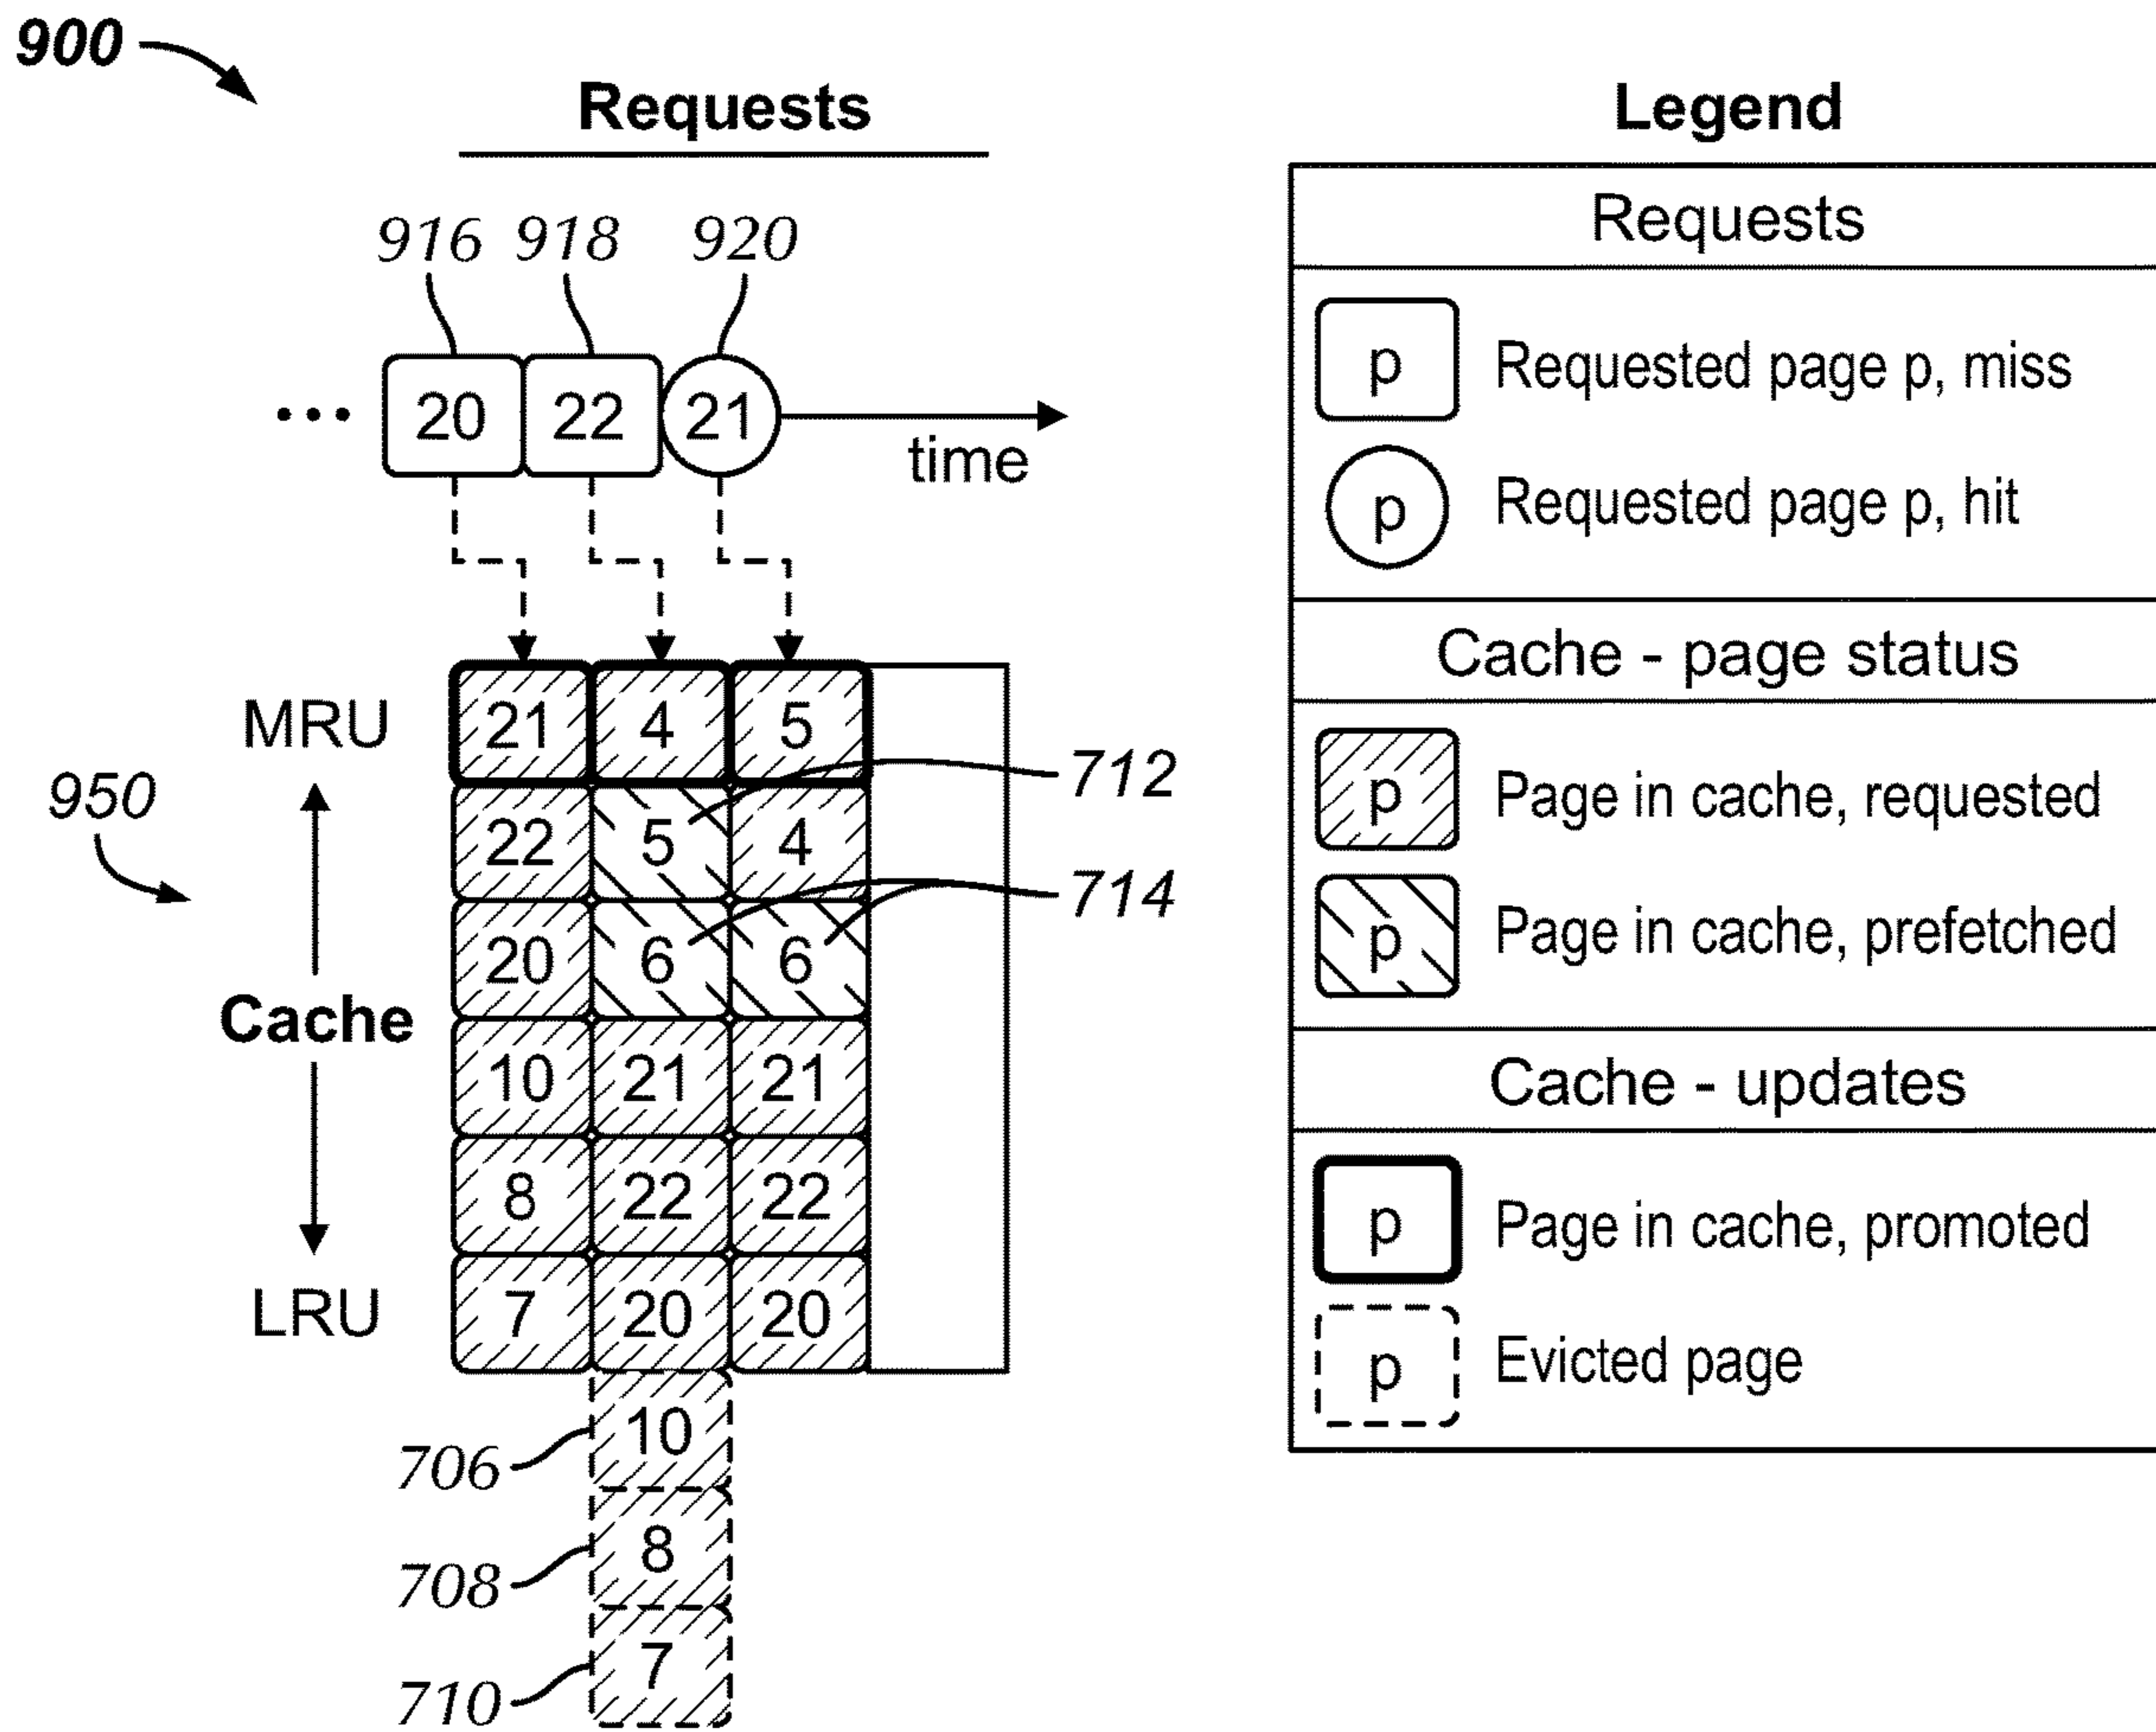 900
Requests
916 918 920
... 20 22 21
time
MRU
950
Cache
LRU
21 4 5
22 5 4
20 6 6
10 21 21
8 22 22
7 20 20
10
8
7
712
714
706
708
710
Legend
Requests
p Requested page p, miss
p Requested page p, hit
Cache - page status
p Page in cache, requested
p Page in cache, prefetched
Cache - updates
p Page in cache, promoted
p Evicted page